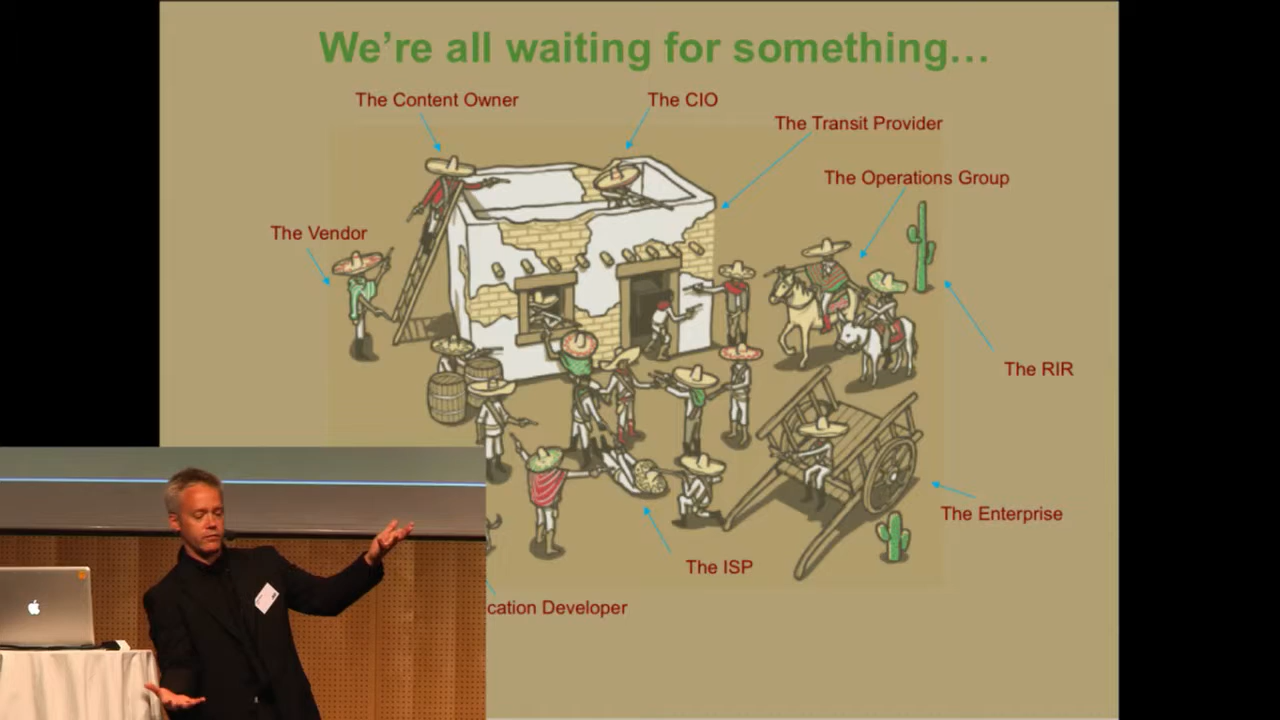 We're all waiting for something…
The Content Owner
The CIO
The Transit Provider
The Operations Group
The Vendor
The RIR
The Enterprise
The ISP
cation Developer